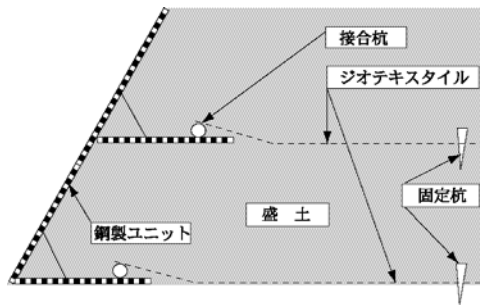 接合杭
ジオテキスタイル
固定杭
盛 土
鋼製ユニット